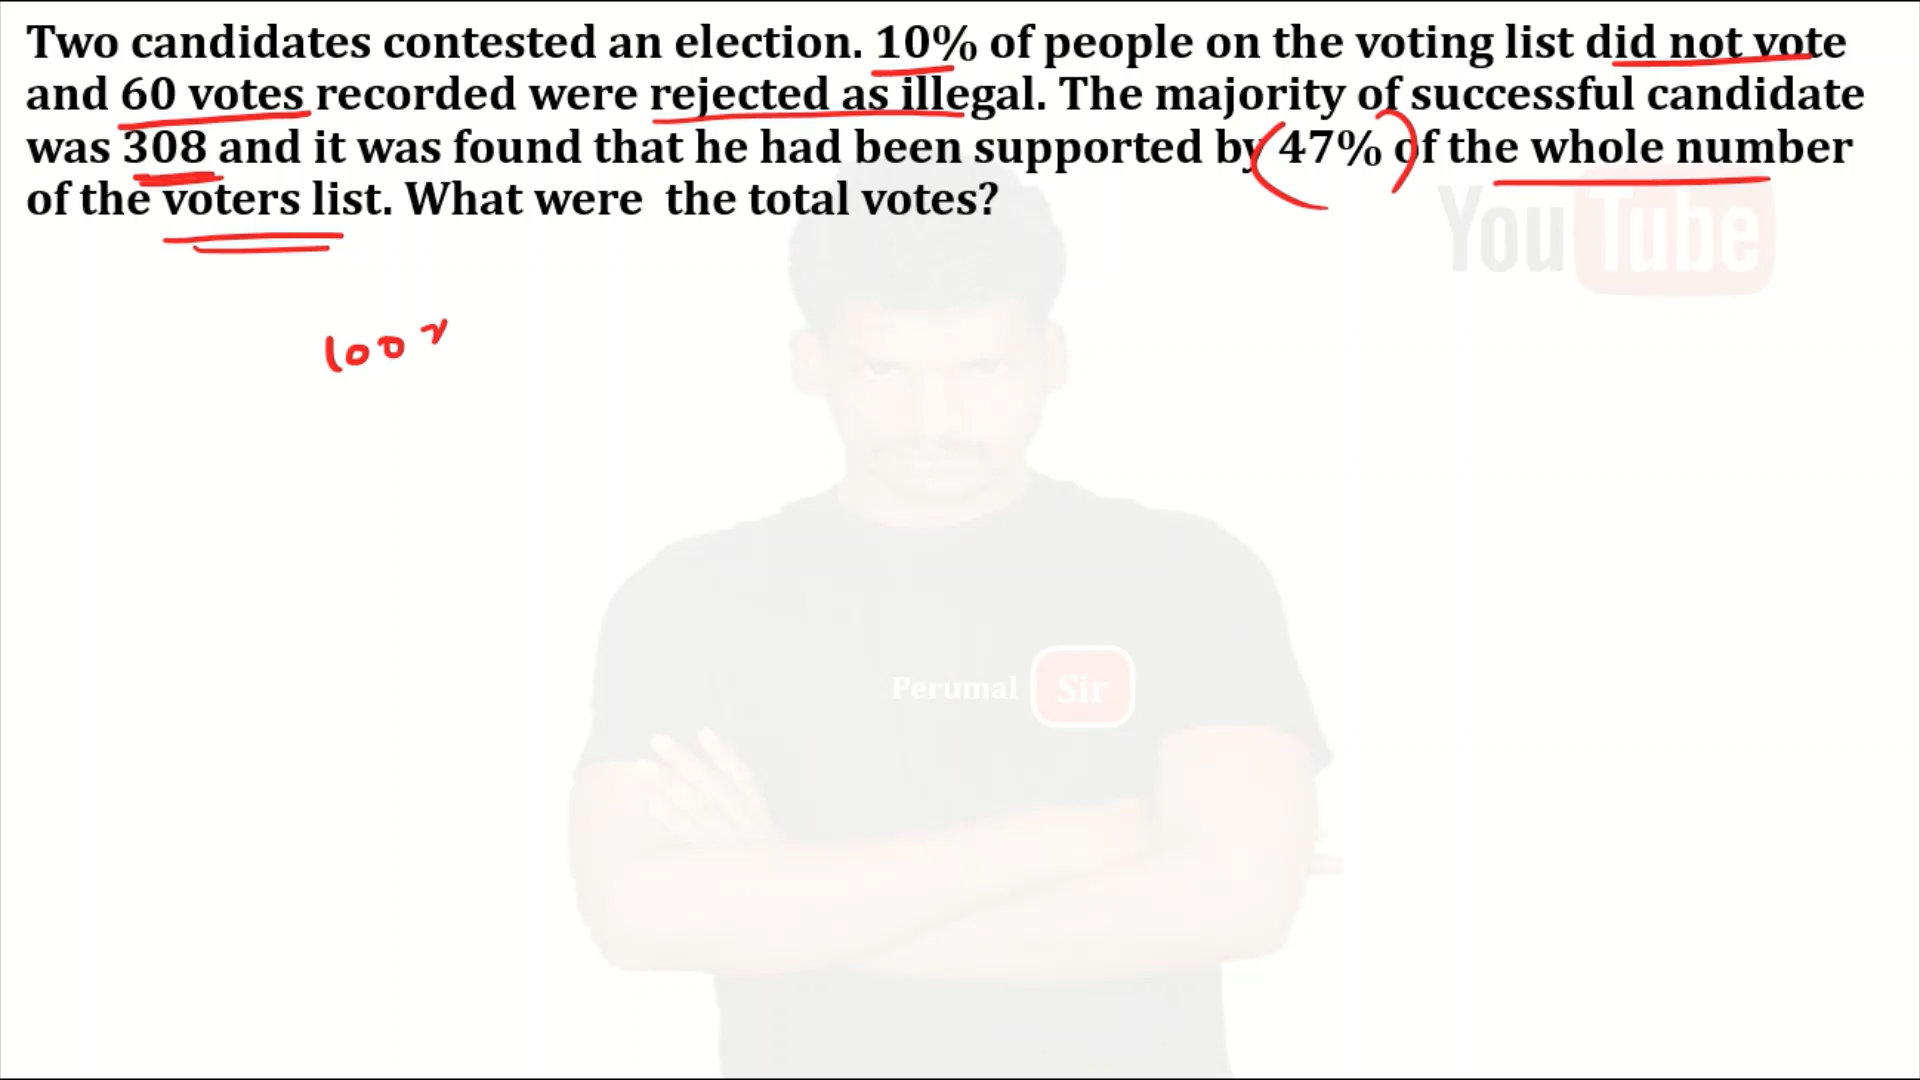 Two candidates contested an election. 10% of people on the voting list did not vote
and 60 votes recorded were rejected as illegal. The majority of successful candidate
was 308 and it was found that he had been supported by 47% of the whole number
of the voters list. What were the total votes?
YouTube
100 x
Perumal Sir